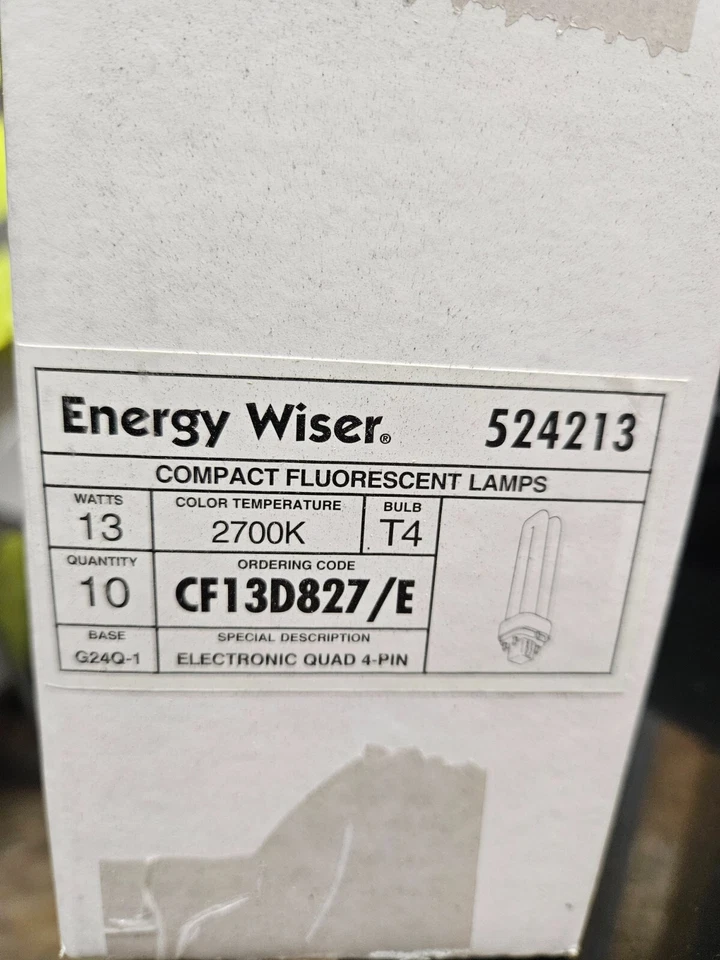 Energy Wiser® 524213
COMPACT FLUORESCENT LAMPS
WATTS COLOR TEMPERATURE BULB
13 2700K T4
QUANTITY ORDERING CODE
10 CF13D827/E
BASE SPECIAL DESCRIPTION
G24Q-1 ELECTRONIC QUAD 4-PIN